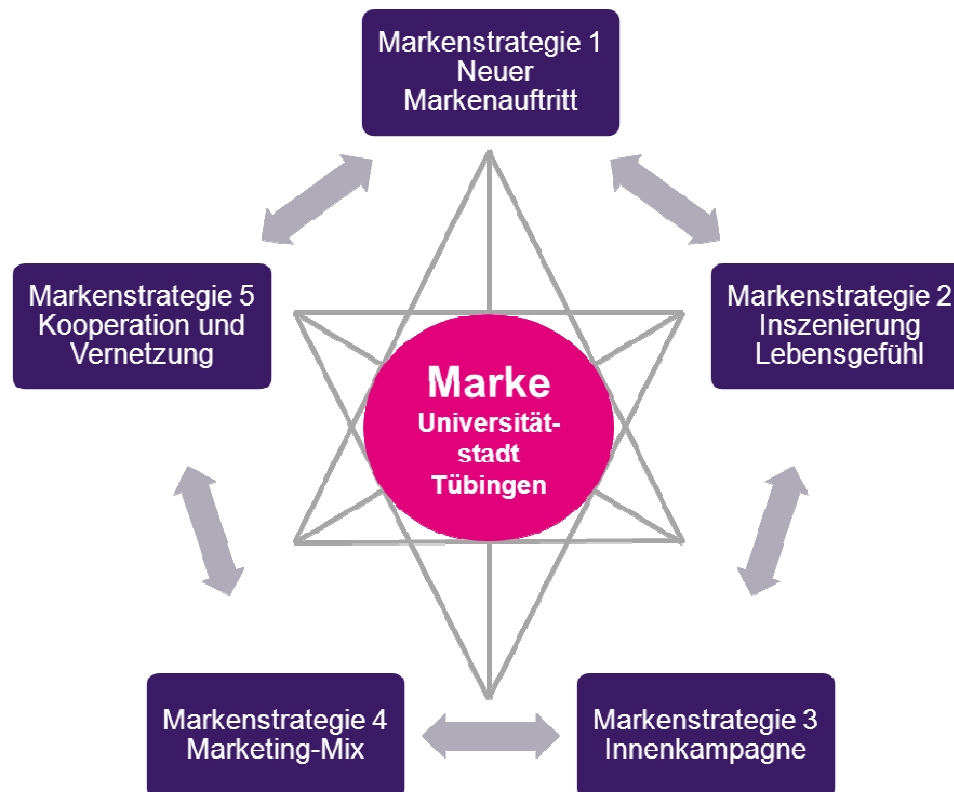 Markenstrategie 1
Neuer
Markenauftritt
Markenstrategie 5
Kooperation und
Vernetzung
Markenstrategie 2
Inszenierung
Lebensgefühl
Marke
Universität-
stadt
Tübingen
Markenstrategie 4
Marketing-Mix
Markenstrategie 3
Innenkampagne